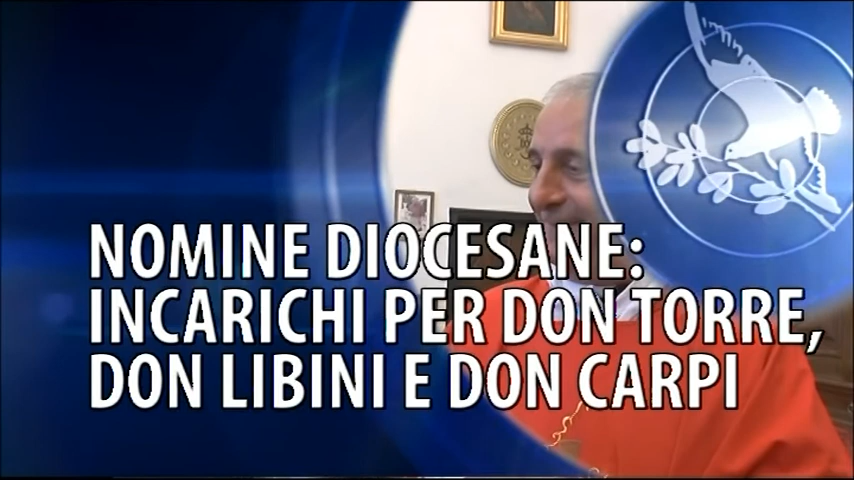 NOMINE DIOCESANE:
INCARICHI PER DON TORRE,
DON LIBINI E DON CARPI